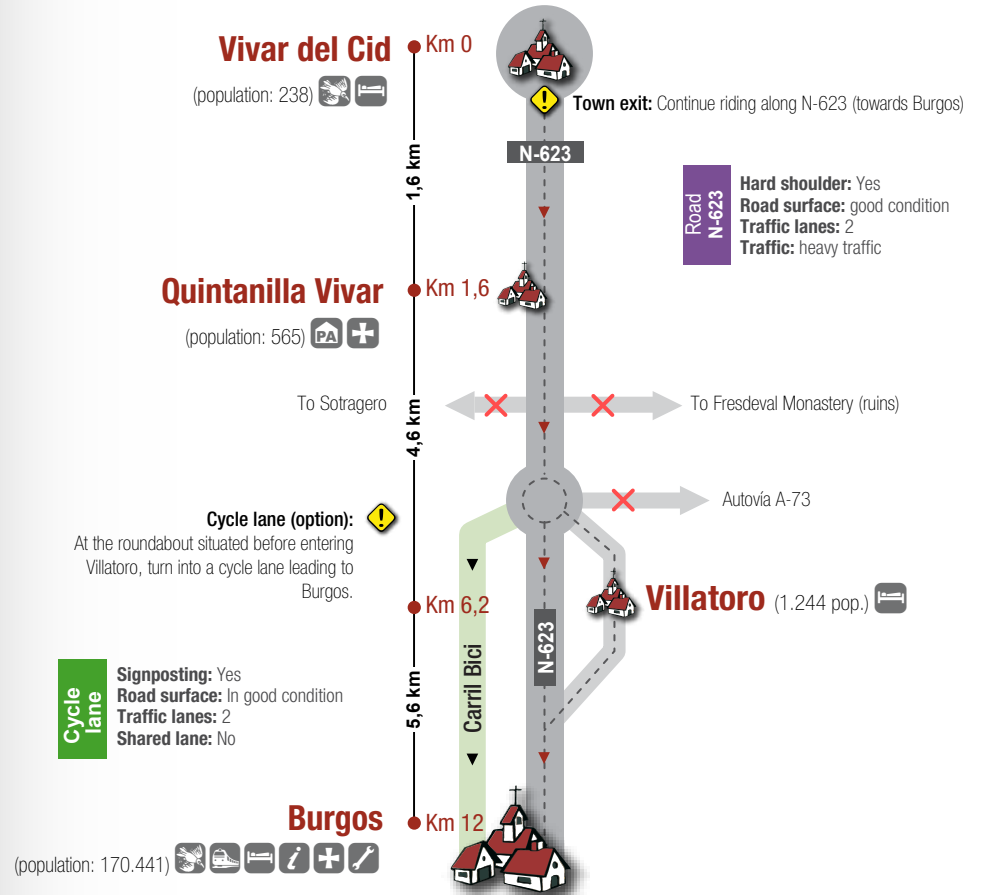 Vivar del Cid
Km 0
(population: 238)
Town exit: Continue riding along N-623 (towards Burgos)
N-623
1,6 km
Road
N-623
Hard shoulder: Yes
Road surface: good condition
Traffic lanes: 2
Traffic: heavy traffic
Quintanilla Vivar
Km 1,6
(population: 565)
PA
To Sotragero
To Fresdeval Monastery (ruins)
4,6 km
Autovía A-73
Cycle lane (option):
At the roundabout situated before entering
Villatoro, turn into a cycle lane leading to
Burgos.
Km 6,2
Villatoro (1.244 pop.)
N-623
Carril Bici
Cycle
lane
Signposting: Yes
Road surface: In good condition
Traffic lanes: 2
Shared lane: No
5,6 km
Burgos
Km 12
(population: 170.441)
i